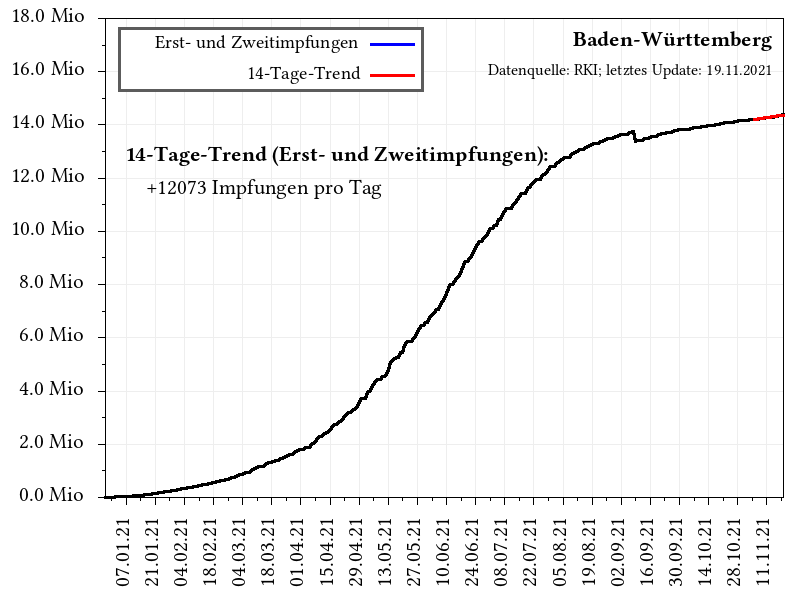 18.0 Mio
16.0 Mio
14.0 Mio
12.0 Mio
10.0 Mio
8.0 Mio
6.0 Mio
4.0 Mio
2.0 Mio
0.0 Mio
Erst- und Zweitimpfungen
14-Tage-Trend
Baden-Württemberg
Datenquelle: RKI; letztes Update: 19.11.2021
14-Tage-Trend (Erst- und Zweitimpfungen):
+12073 Impfungen pro Tag
07.01.21
21.01.21
04.02.21
18.02.21
04.03.21
18.03.21
01.04.21
15.04.21
29.04.21
13.05.21
27.05.21
10.06.21
24.06.21
08.07.21
22.07.21
05.08.21
19.08.21
02.09.21
16.09.21
30.09.21
14.10.21
28.10.21
11.11.21